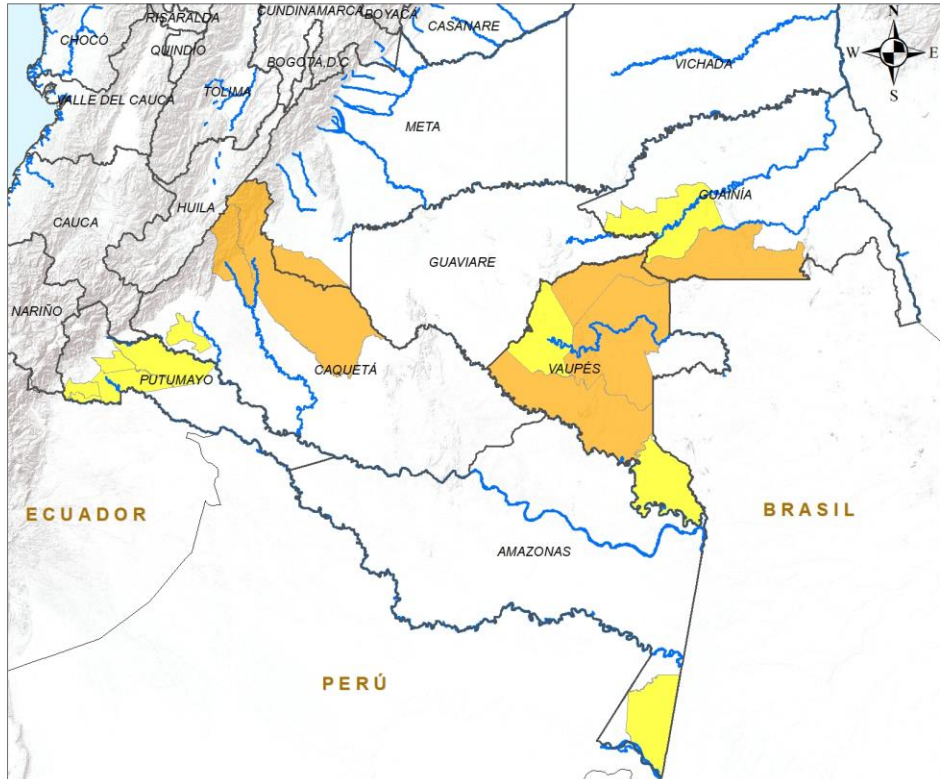 CUNDINAMARCA
BOYACÁ
RISARALDA
CASANARE
N
CHOCÓ
QUINDIO
BOGOTÁ,D.C
W
E
VICHADA
S
TOLIMA
VALLE DEL CAUCA
META
GUAINÍA
HUILA
CAUCA
GUAVIARE
NARIÑO
CAQUETÁ
VAUPÉS
PUTUMAYO
ECUADOR
BRASIL
AMAZONAS
PERÚ